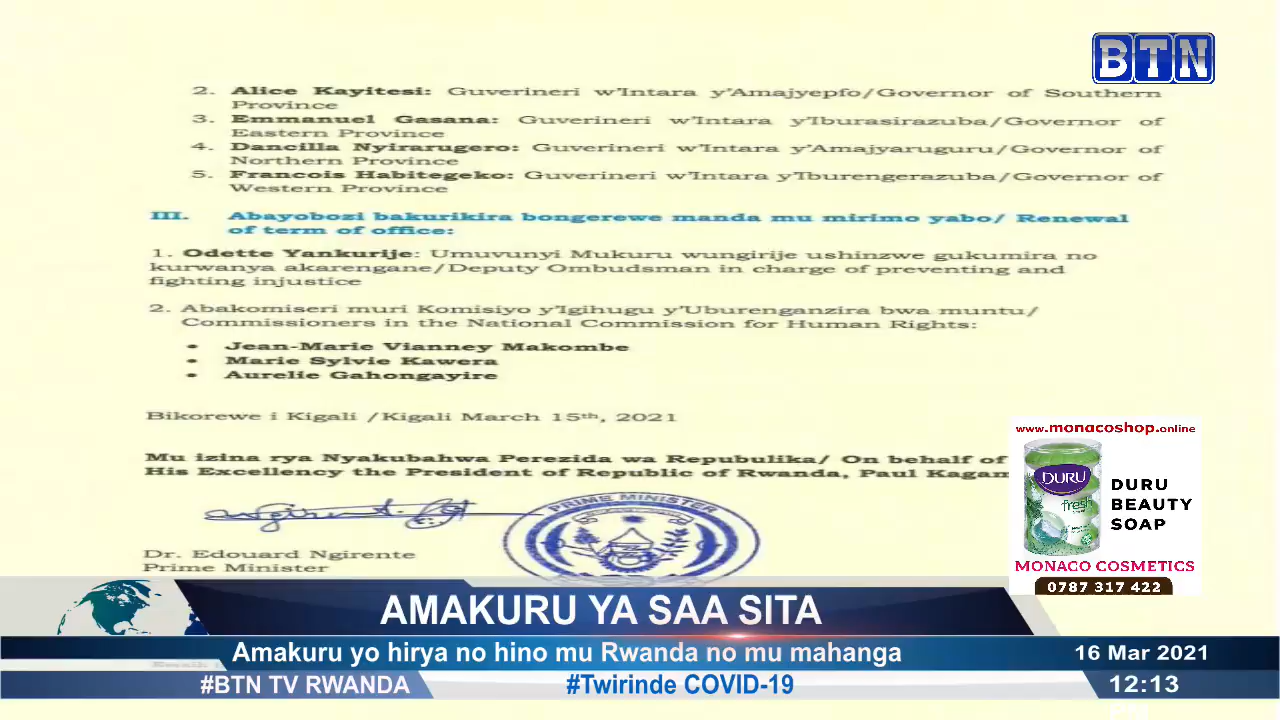 BTN
2. Alice Kayitesi: Guverineri w'Intara y'Amajyepfo/Governor of Southern
Province
3. Emmanuel Gasana: Guverineri w'Intara y'Iburasirazuba/Governor of
Eastern Province
4. Dancilla Nyirarugero: Guverineri w'Intara y'Amajyaruguru/Governor of
Northern Province
5. Francois Habitegeko: Guverineri w'Intara y'Iburengerazuba/Governor of
Western Province
III. Abayobozi bakurikira bongerewe manda mu mirimo yabo/ Renewal
of term of office:
1. Odette Yankurije: Umuvunyi Mukuru wungirije ushinzwe gukumira no
kurwanya akarengane/Deputy Ombudsman in charge of preventing and
fighting injustice
2. Abakomiseri muri Komisiyo y'Igihugu y'Uburenganzira bwa muntu/
Commissioners in the National Commission for Human Rights:
• Jean-Marie Vianney Makombe
• Marie Sylvie Kawera
• Aurelie Gahongayire
Bikorewe i Kigali /Kigali March 15th, 2021
Mu izina rya Nyakubahwa Perezida wa Repubulika/ On behalf of
His Excellency the President of Republic of Rwanda, Paul Kagam
PRIME MINISTER
Dr. Edouard Ngirente
Prime Minister
www.monacoshop.online
DURU
fresh
DURU
BEAUTY
SOAP
MONACO COSMETICS
0787 317 422
AMAKURU YA SAA SITA
Amakuru yo hirya no hino mu Rwanda no mu mahanga
16 Mar 2021
#BTN TV RWANDA
#Twirinde COVID-19
12:13